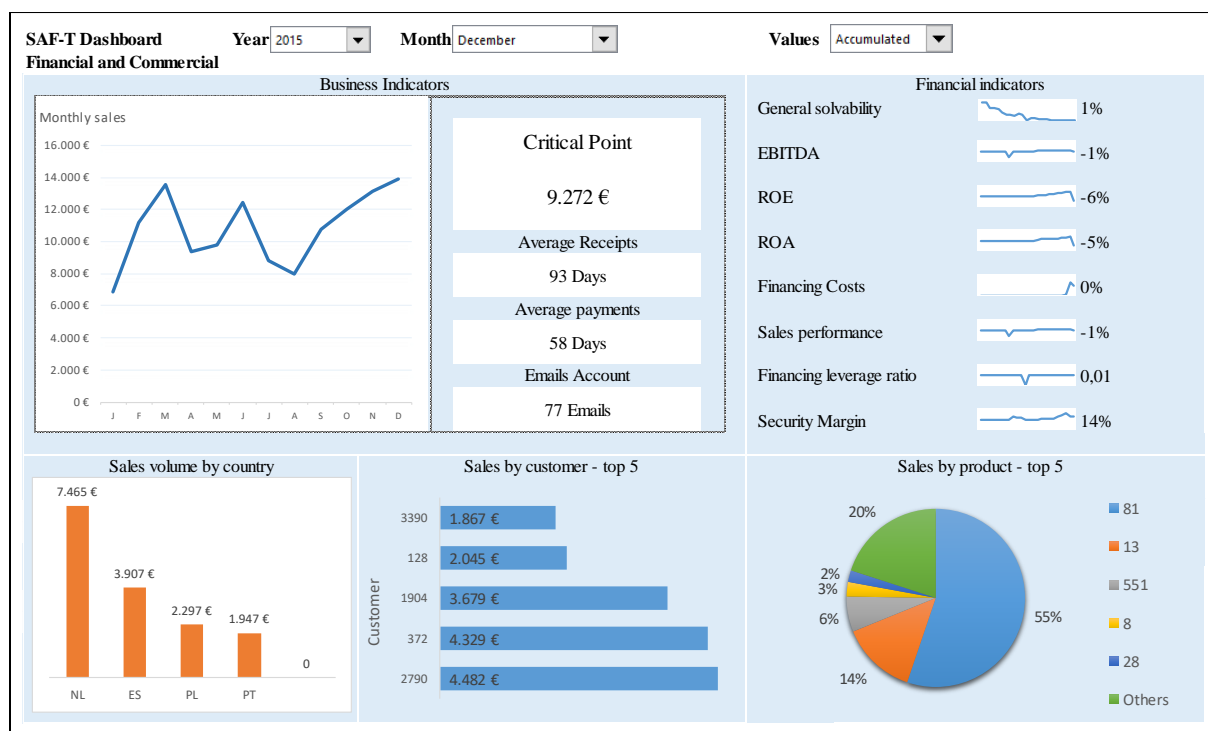 SAF-T Dashboard Year 2015 Month December Values Accumulated
Financial and Commercial
Business Indicators
Monthly sales
16.000 €
14.000 €
12.000 €
10.000 €
8.000 €
6.000 €
4.000 €
2.000 €
0 €
J F M A M J J A S O N D
Critical Point
9.272 €
Average Receipts
93 Days
Average payments
58 Days
Emails Account
77 Emails
Financial indicators
General solvability 1%
EBITDA -1%
ROE -6%
ROA -5%
Financing Costs 0%
Sales performance -1%
Financing leverage ratio 0,01
Security Margin 14%
Sales volume by country
7.465 €
3.907 €
2.297 €
1.947 €
0
NL ES PL PT
Sales by customer - top 5
Customer
3390 1.867 €
128 2.045 €
1904 3.679 €
372 4.329 €
2790 4.482 €
Sales by product - top 5
20%
2%
3%
6%
14%
55%
81
13
551
8
28
Others